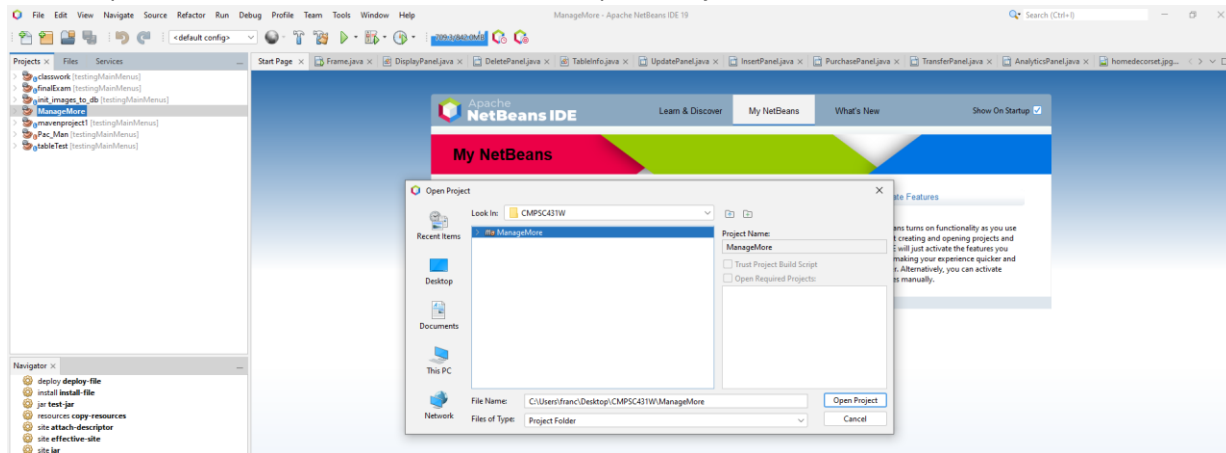 File Edit View Navigate Source Refactor Run Debug Profile Team Tools Window Help
ManageMore - Apache NetBeans IDE 19
Search (Ctrl+I)
<default config>
Projects Files Services
Start Page Frame.java DisplayPanel.java DeletePanel.java TableInfo.java UpdatePanel.java InsertPanel.java PurchasePanel.java TransferPanel.java AnalyticsPanel.java homedecorset.jpg...
classwork [testingMainMenus]
finalExam [testingMainMenus]
init_images_to_db [testingMainMenus]
ManageMore
mavenproject1 [testingMainMenus]
Pac_Man [testingMainMenus]
tableTest [testingMainMenus]
Apache
NetBeans IDE
Learn & Discover
My NetBeans
What's New
Show On Startup
My NetBeans
Open Project
Look In: CMPSC431W
Recent Items
Desktop
Documents
This PC
Network
ManageMore
Project Name:
ManageMore
Trust Project Build Script
Open Required Projects:
File Name: C:\Users\franc\Desktop\CMPSC431W\ManageMore
Files of Type: Project Folder
Open Project
Cancel
Features
turns on functionality as you use
creating and opening projects and
will just activate the features you
making your experience quicker and
Alternatively, you can activate
manually.
Navigator
deploy deploy-file
install install-file
jar test-jar
resources copy-resources
site attach-descriptor
site effective-site
site jar